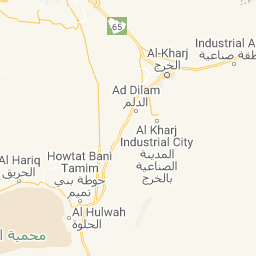 65
Industrial A
قة صناعية
Al-Kharj
الخرج
Ad Dilam
الدلم
Al Kharj
Industrial City
المدينة
الصناعية
بالخرج
Al Hariq
الحريق
Howtat Bani
Tamim
حوطة بني
تميم
Al Hulwah
الحلوة
محمية ا